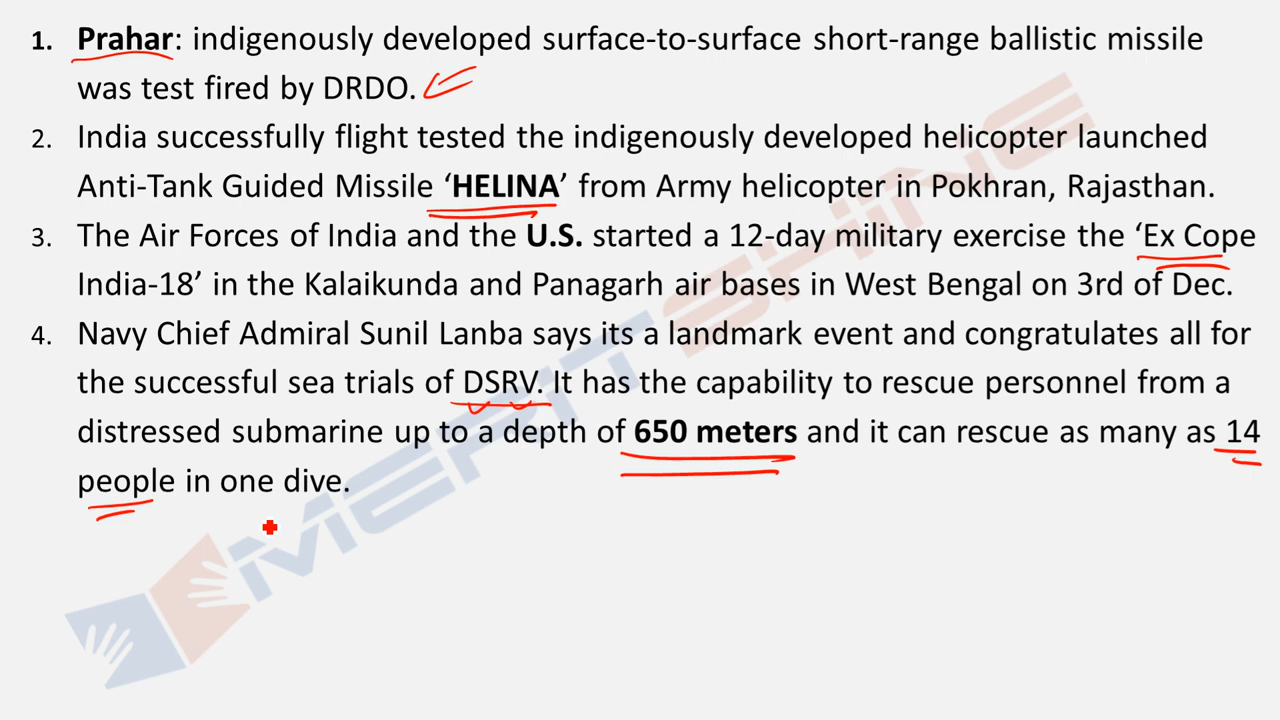 1. Prahar: indigenously developed surface-to-surface short-range ballistic missile
was test fired by DRDO.
2. India successfully flight tested the indigenously developed helicopter launched
Anti-Tank Guided Missile ‘HELINA’ from Army helicopter in Pokhran, Rajasthan.
3. The Air Forces of India and the U.S. started a 12-day military exercise the ‘Ex Cope
India-18’ in the Kalaikunda and Panagarh air bases in West Bengal on 3rd of Dec.
4. Navy Chief Admiral Sunil Lanba says its a landmark event and congratulates all for
the successful sea trials of DSRV. It has the capability to rescue personnel from a
distressed submarine up to a depth of 650 meters and it can rescue as many as 14
people in one dive.
MERIT SHINE